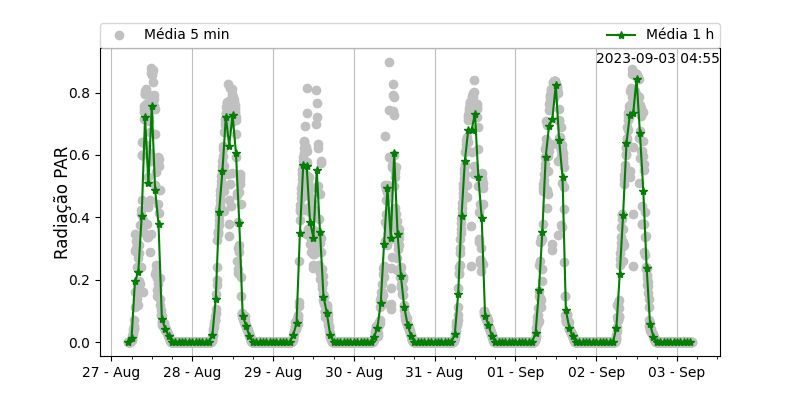 Média 5 min
Média 1 h
2023-09-03 04:55
Radiação PAR
0.8
0.6
0.4
0.2
0.0
27 - Aug
28 - Aug
29 - Aug
30 - Aug
31 - Aug
01 - Sep
02 - Sep
03 - Sep